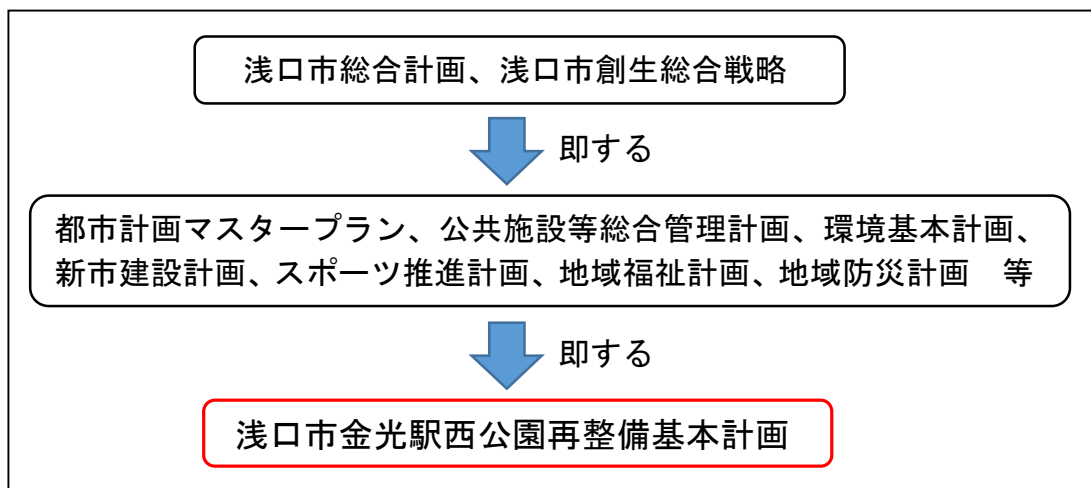 浅口市総合計画、浅口市創生総合戦略
即する
都市計画マスタープラン、公共施設等総合管理計画、環境基本計画、
新市建設計画、スポーツ推進計画、地域福祉計画、地域防災計画　等
即する
浅口市金光駅西公園再整備基本計画